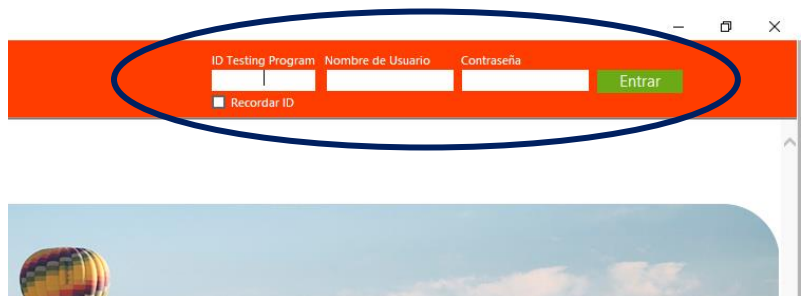 ID Testing Program Nombre de Usuario Contraseña
Entrar
Recordar ID